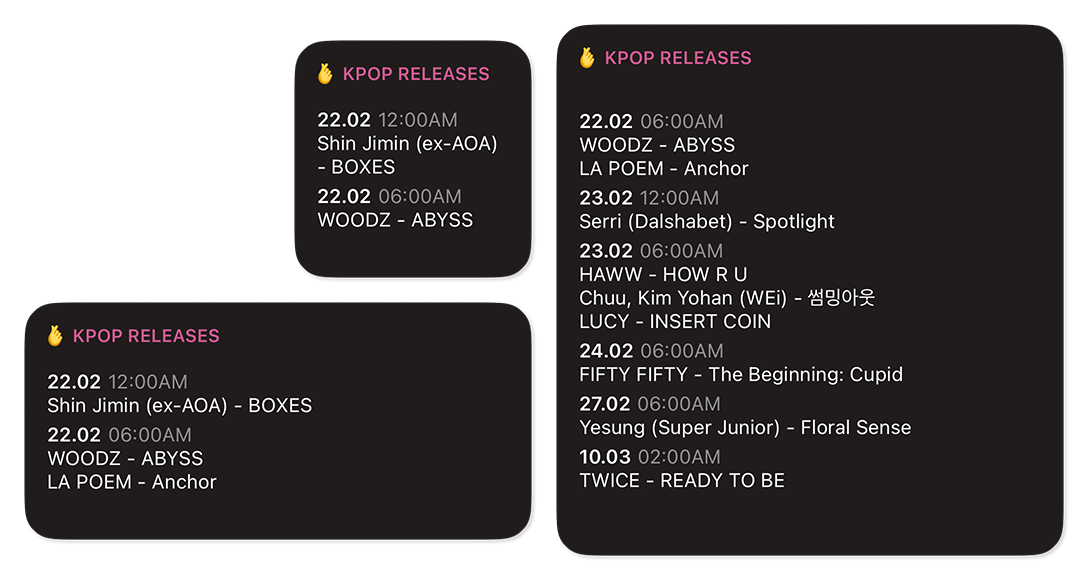 🫰 KPOP RELEASES
22.02 12:00AM
Shin Jimin (ex-AOA)
- BOXES
22.02 06:00AM
WOODZ - ABYSS
🫰 KPOP RELEASES
22.02 12:00AM
Shin Jimin (ex-AOA) - BOXES
22.02 06:00AM
WOODZ - ABYSS
LA POEM - Anchor
🫰 KPOP RELEASES
22.02 06:00AM
WOODZ - ABYSS
LA POEM - Anchor
23.02 12:00AM
Serri (Dalshabet) - Spotlight
23.02 06:00AM
HAWW - HOW R U
Chuu, Kim Yohan (WEi) - 썸밍아웃
LUCY - INSERT COIN
24.02 06:00AM
FIFTY FIFTY - The Beginning: Cupid
27.02 06:00AM
Yesung (Super Junior) - Floral Sense
10.03 02:00AM
TWICE - READY TO BE